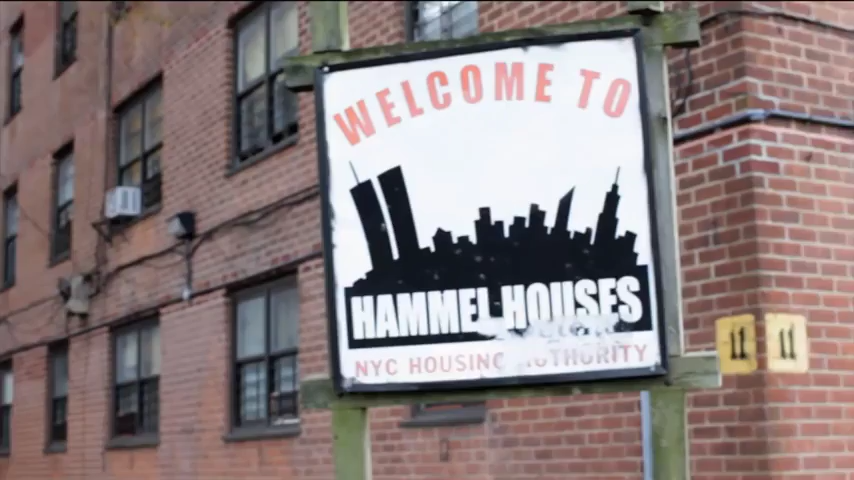 WELCOME TO
HAMMEL HOUSES
NYC HOUSING AUTHORITY
11 11